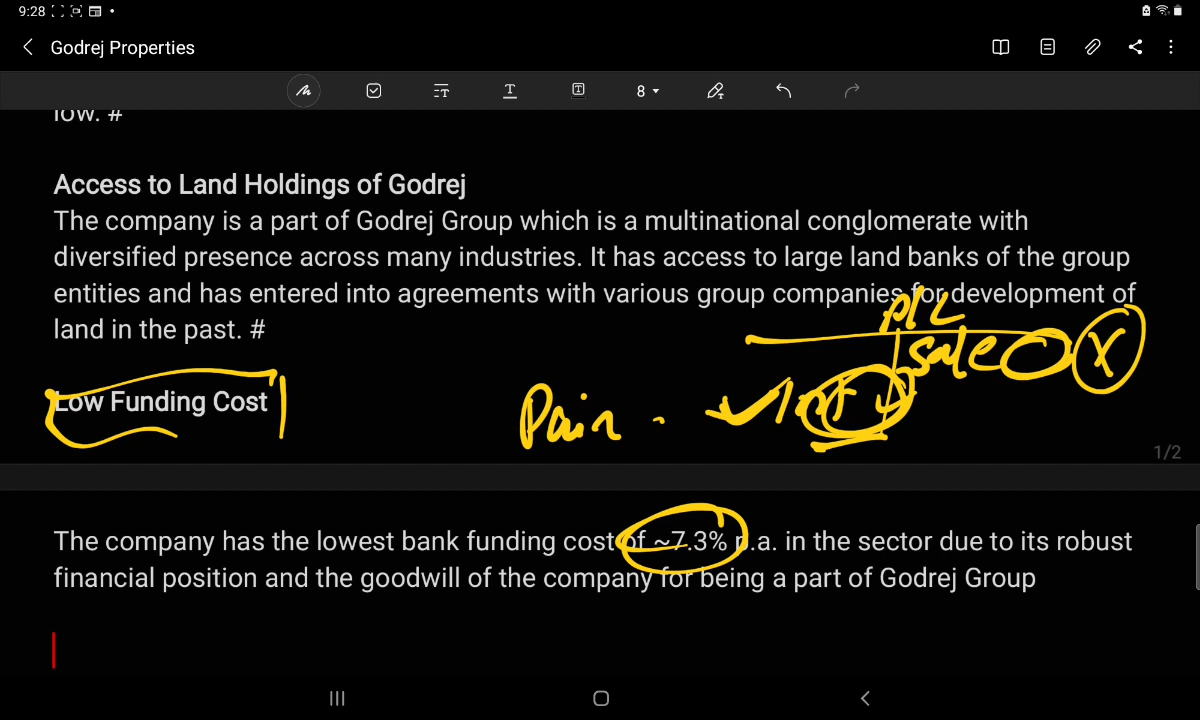 9:28
Godrej Properties
8
low. #
Access to Land Holdings of Godrej
The company is a part of Godrej Group which is a multinational conglomerate with
diversified presence across many industries. It has access to large land banks of the group
entities and has entered into agreements with various group companies for development of
land in the past. #
P/L
Sale X
Low Funding Cost
Pain - Int
1/2
The company has the lowest bank funding cost of ~7.3% p.a. in the sector due to its robust
financial position and the goodwill of the company for being a part of Godrej Group